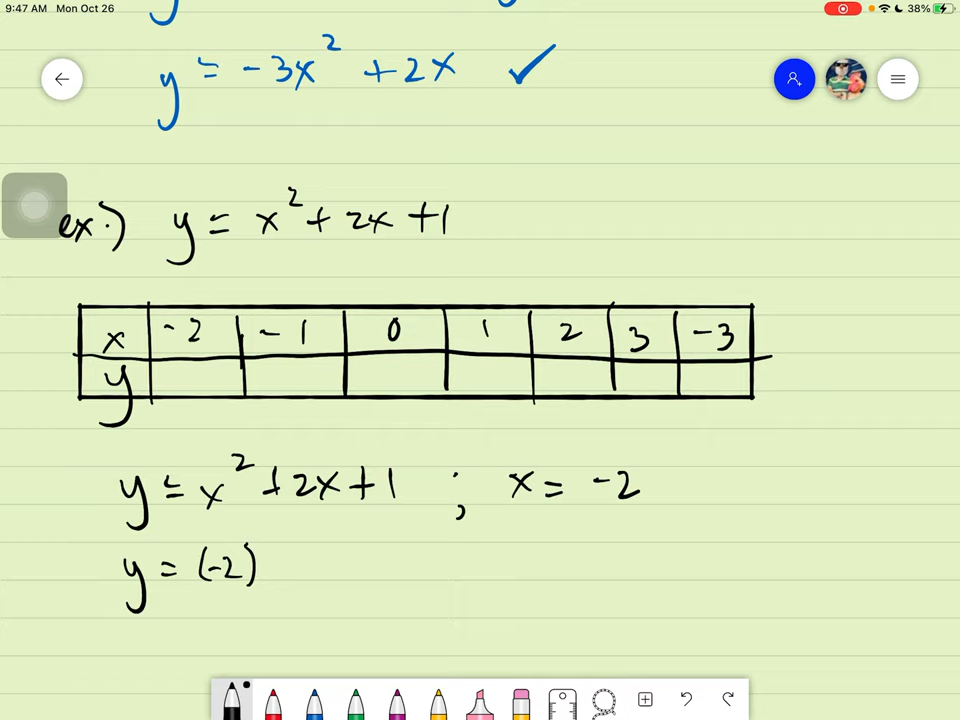 9:47 AM Mon Oct 26 38%
y = -3x² + 2x ✓
ex.) y = x² + 2x + 1
x -2 -1 0 1 2 3 -3
y
y = x² + 2x + 1 ; x = -2
y = (-2)